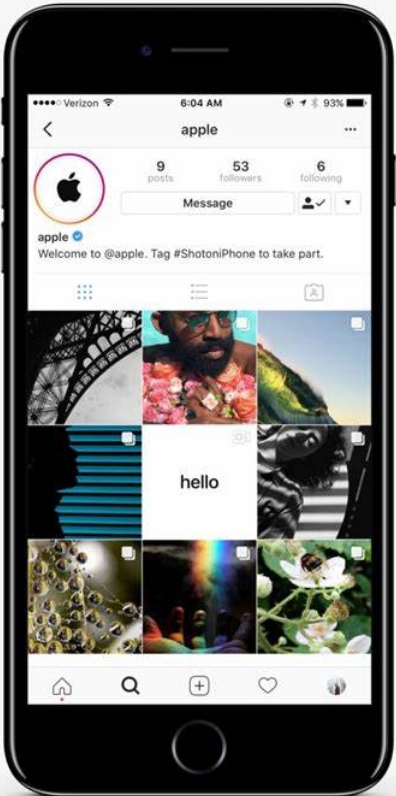 Verizon 6:04 AM 93%
apple
9 53 6
posts followers following
Message
apple
Welcome to @apple. Tag #ShotoniPhone to take part.
hello